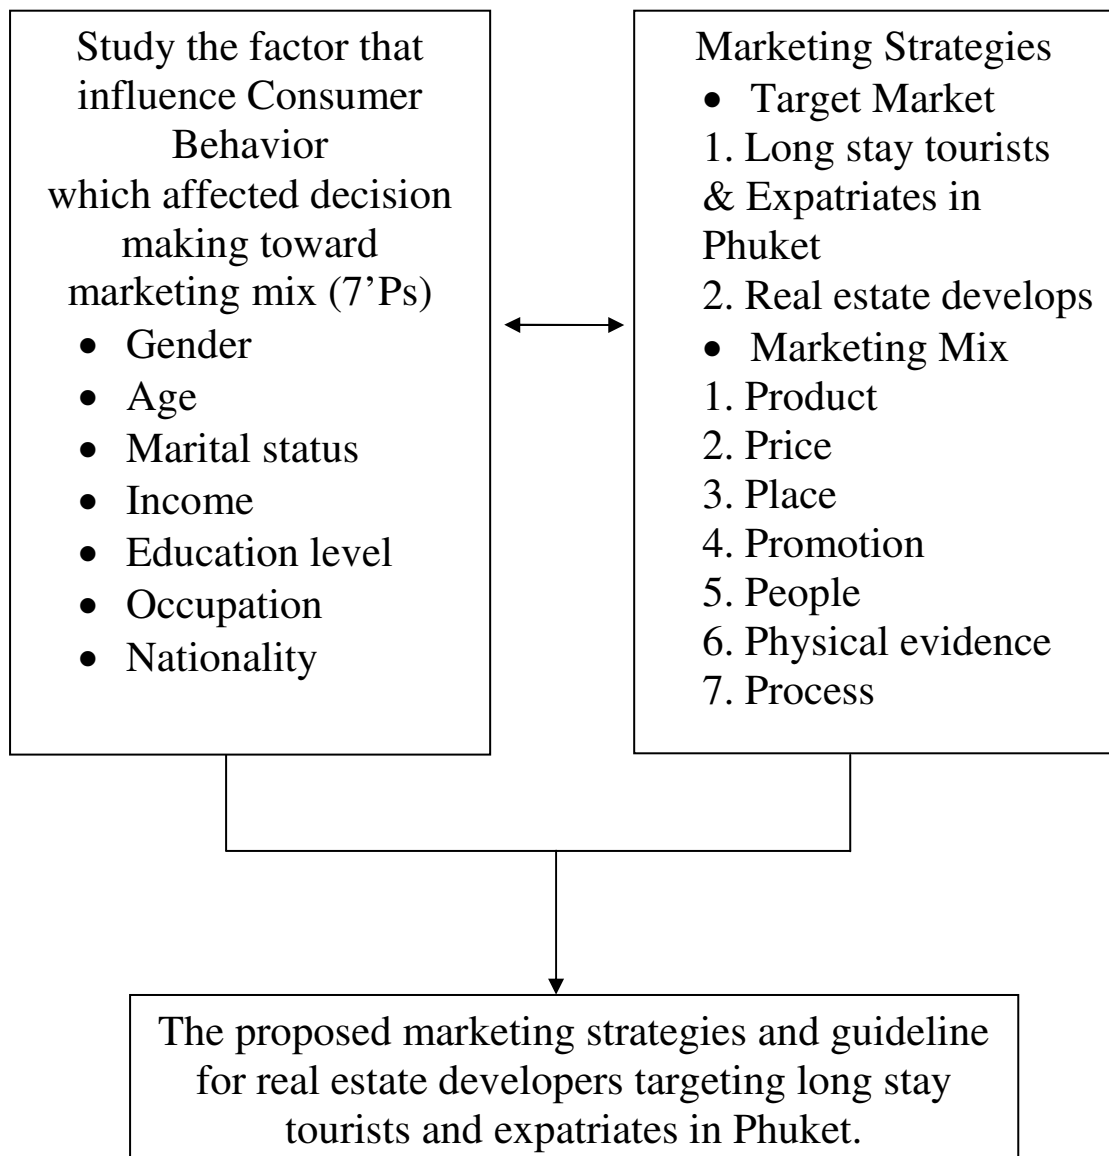 Study the factor that
influence Consumer
Behavior
which affected decision
making toward
marketing mix (7’Ps)
• Gender
• Age
• Marital status
• Income
• Education level
• Occupation
• Nationality
Marketing Strategies
• Target Market
1. Long stay tourists
& Expatriates in
Phuket
2. Real estate develops
• Marketing Mix
1. Product
2. Price
3. Place
4. Promotion
5. People
6. Physical evidence
7. Process
The proposed marketing strategies and guideline
for real estate developers targeting long stay
tourists and expatriates in Phuket.